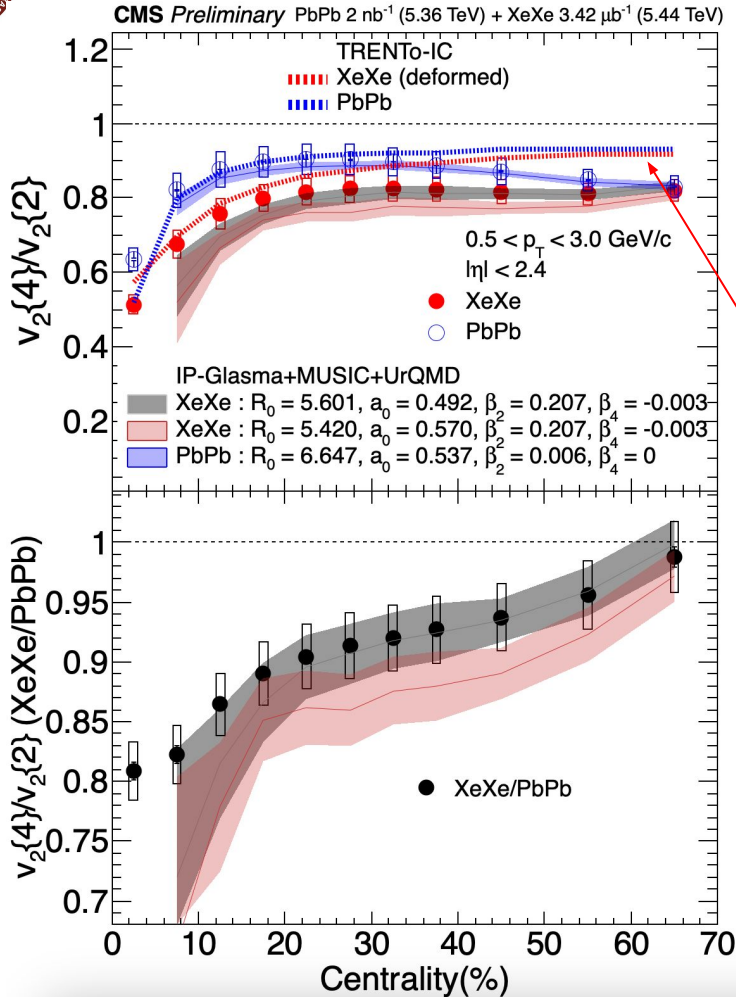 CMS Preliminary PbPb 2 nb⁻¹ (5.36 TeV) + XeXe 3.42 μb⁻¹ (5.44 TeV)
TRENTo-IC
XeXe (deformed)
PbPb
v₂{4}/v₂{2}
1.2
1
0.8
0.6
0.4
0.2
0.5 < p_T < 3.0 GeV/c
|η| < 2.4
XeXe
PbPb
IP-Glasma+MUSIC+UrQMD
XeXe : R₀ = 5.601, a₀ = 0.492, β₂ = 0.207, β₄ = -0.003
XeXe : R₀ = 5.420, a₀ = 0.570, β₂ = 0.207, β₄ = -0.003
PbPb : R₀ = 6.647, a₀ = 0.537, β₂ = 0.006, β₄ = 0
v₂{4}/v₂{2} (XeXe/PbPb)
1
0.95
0.9
0.85
0.8
0.75
0.7
XeXe/PbPb
0 10 20 30 40 50 60 70
Centrality(%)